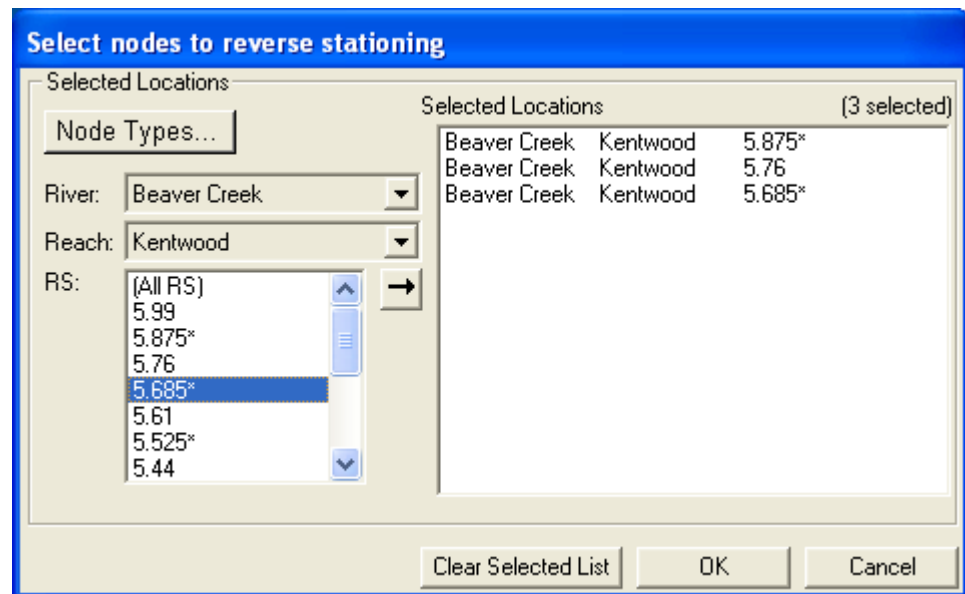 Select nodes to reverse stationing
Selected Locations
Node Types...
River: Beaver Creek
Reach: Kentwood
RS: (All RS)
5.99
5.875*
5.76
5.685*
5.61
5.525*
5.44
Selected Locations (3 selected)
Beaver Creek Kentwood 5.875*
Beaver Creek Kentwood 5.76
Beaver Creek Kentwood 5.685*
Clear Selected List OK Cancel